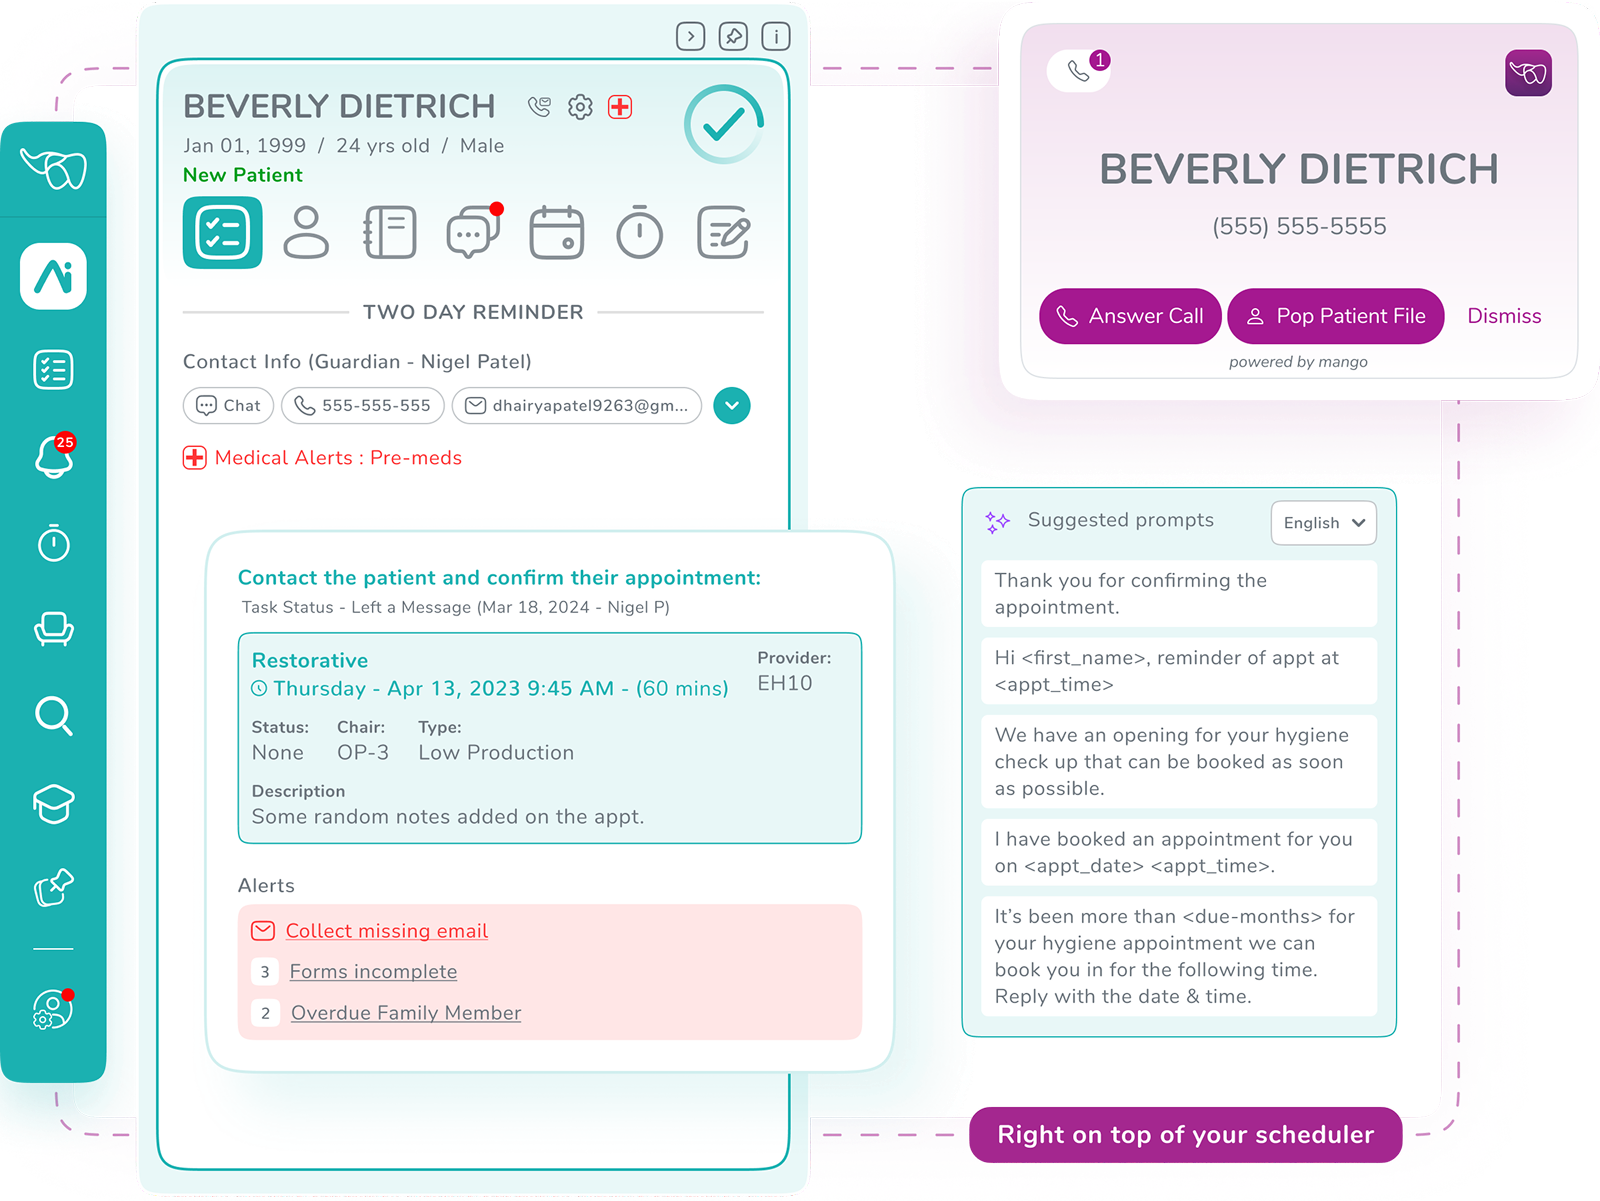 BEVERLY DIETRICH
Jan 01, 1999 / 24 yrs old / Male
New Patient
TWO DAY REMINDER
Contact Info (Guardian - Nigel Patel)
Chat
555-555-555
dhairyapatel9263@gm...
Medical Alerts : Pre-meds
Ai
25
Contact the patient and confirm their appointment:
Task Status - Left a Message (Mar 18, 2024 - Nigel P)
Restorative
Thursday - Apr 13, 2023 9:45 AM - (60 mins)
Provider:
EH10
Status: Chair: Type:
None OP-3 Low Production
Description
Some random notes added on the appt.
Alerts
Collect missing email
3 Forms incomplete
2 Overdue Family Member
1
BEVERLY DIETRICH
(555) 555-5555
Answer Call
Pop Patient File
Dismiss
powered by mango
Suggested prompts
English
Thank you for confirming the
appointment.
Hi <first_name>, reminder of appt at
<appt_time>
We have an opening for your hygiene
check up that can be booked as soon
as possible.
I have booked an appointment for you
on <appt_date> <appt_time>.
It's been more than <due-months> for
your hygiene appointment we can
book you in for the following time.
Reply with the date & time.
Right on top of your scheduler